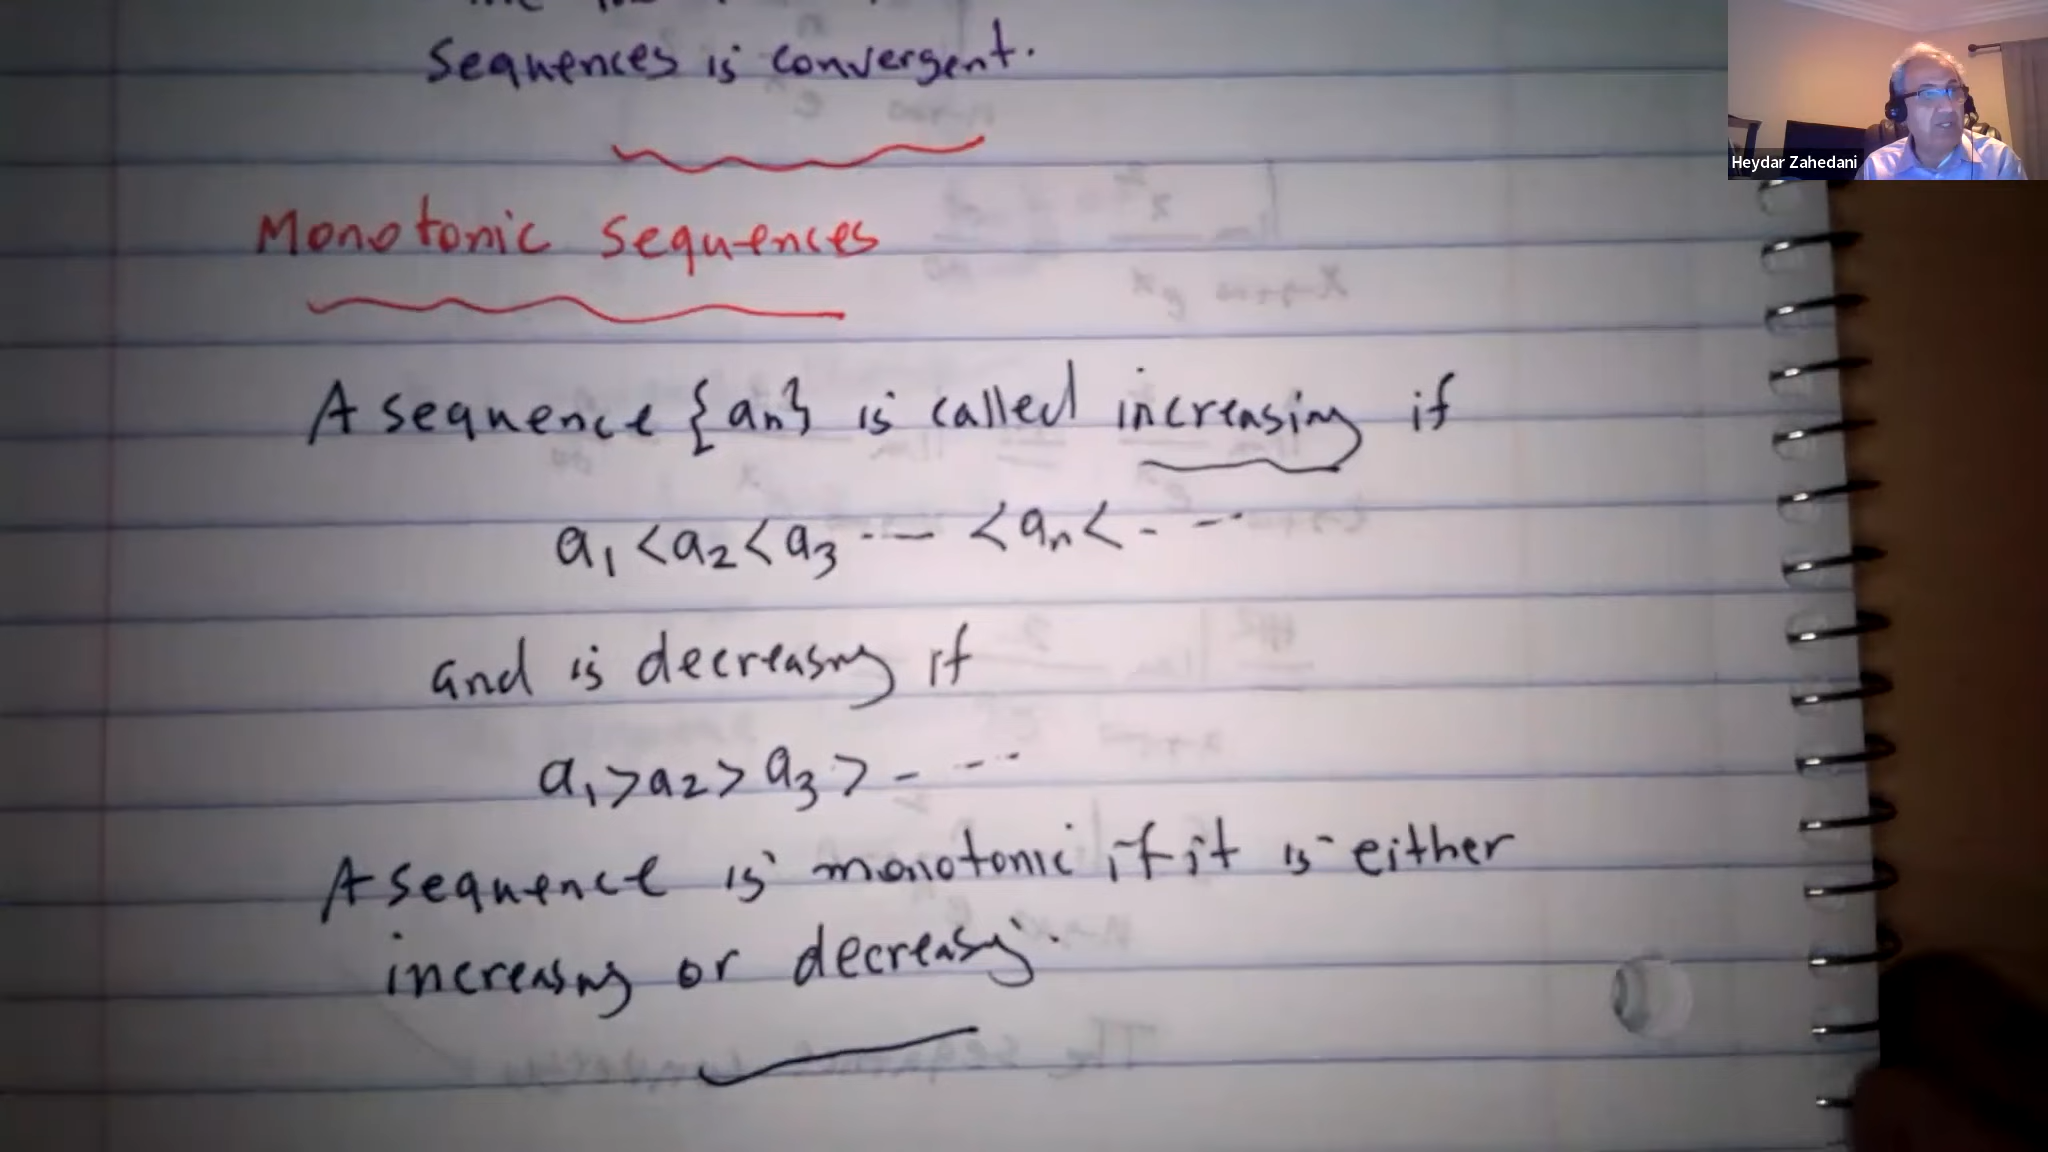 Sequences is convergent.
Heydar Zahedani
Monotonic Sequences
A sequence {an} is called increasing if
a1 < a2 < a3 ... < an < ...
and is decreasing if
a1 > a2 > a3 > ...
A sequence is monotonic if it is either
increasing or decreasing.